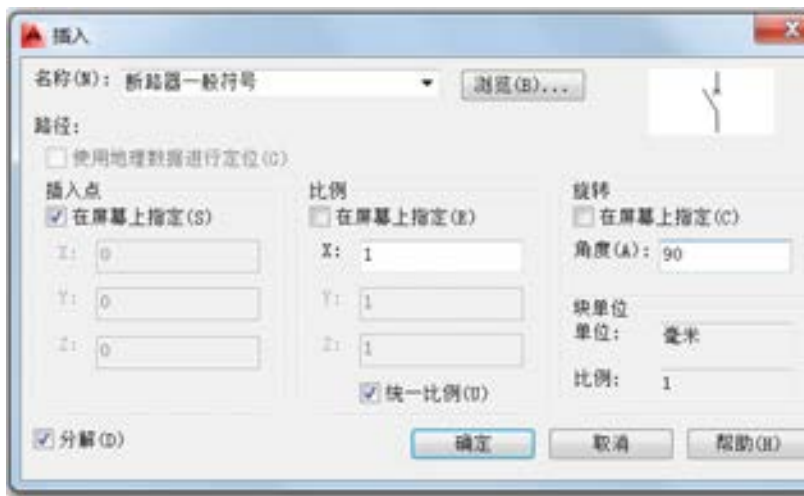 插入
名称(N): 断路器一般符号 浏览(B)...
路径:
使用地理数据进行定位(G)
插入点 比例 旋转
在屏幕上指定(S) 在屏幕上指定(E) 在屏幕上指定(C)
X: 0 X: 1 角度(A): 90
Y: 0 Y: 1 块单位
单位: 毫米
Z: 0 Z: 1
比例: 1
统一比例(U)
分解(D) 确定 取消 帮助(H)